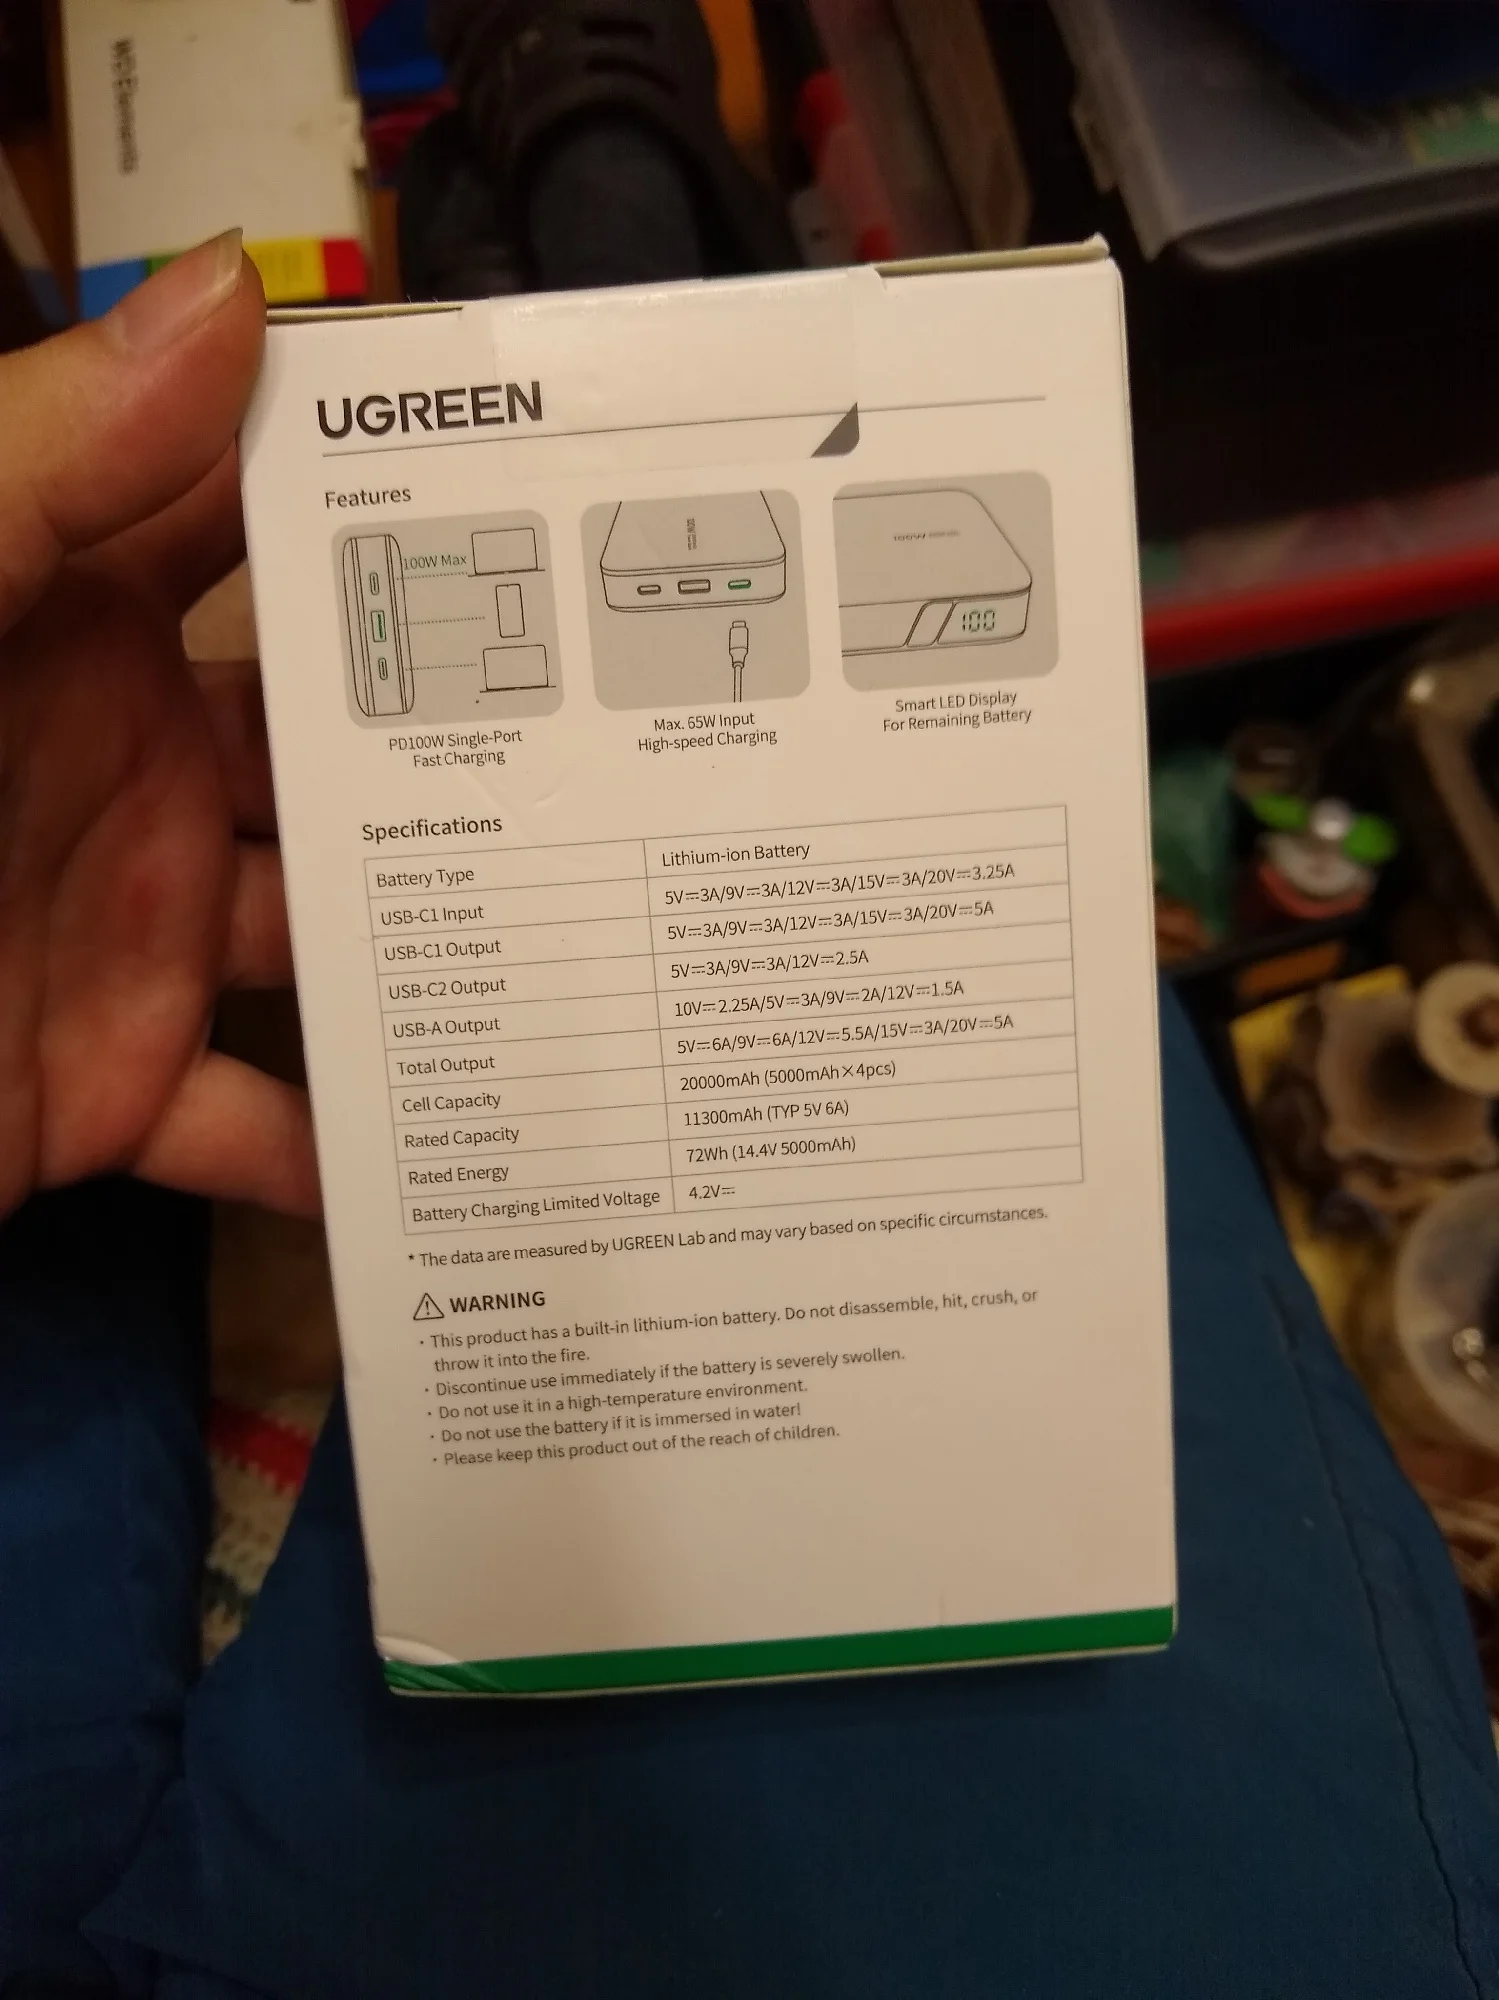 UGREEN
Features
100W Max
100W
100
PD100W Single-Port
Fast Charging
Max. 65W Input
High-speed Charging
Smart LED Display
For Remaining Battery
Specifications
Battery Type Lithium-ion Battery
USB-C1 Input 5V⎓3A/9V⎓3A/12V⎓3A/15V⎓3A/20V⎓3.25A
USB-C1 Output 5V⎓3A/9V⎓3A/12V⎓3A/15V⎓3A/20V⎓5A
USB-C2 Output 5V⎓3A/9V⎓3A/12V⎓2.5A
USB-A Output 10V⎓2.25A/5V⎓3A/9V⎓2A/12V⎓1.5A
Total Output 5V⎓6A/9V⎓6A/12V⎓5.5A/15V⎓3A/20V⎓5A
Cell Capacity 20000mAh (5000mAh×4pcs)
Rated Capacity 11300mAh (TYP 5V 6A)
Rated Energy 72Wh (14.4V 5000mAh)
Battery Charging Limited Voltage 4.2V⎓
* The data are measured by UGREEN Lab and may vary based on specific circumstances.
⚠ WARNING
· This product has a built-in lithium-ion battery. Do not disassemble, hit, crush, or
throw it into the fire.
· Discontinue use immediately if the battery is severely swollen.
· Do not use it in a high-temperature environment.
· Do not use the battery if it is immersed in water!
· Please keep this product out of the reach of children.